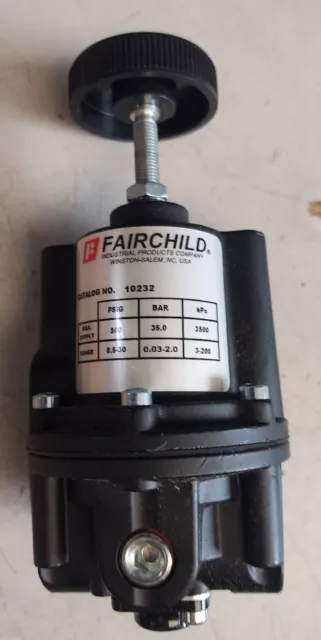 FAIRCHILD®
INDUSTRIAL PRODUCTS COMPANY
WINSTON-SALEM, NC, USA
CATALOG NO. 10232
PSIG BAR kPa
MAX. SUPPLY 500 35.0 3500
RANGE 0.5-30 0.03-2.0 3-200